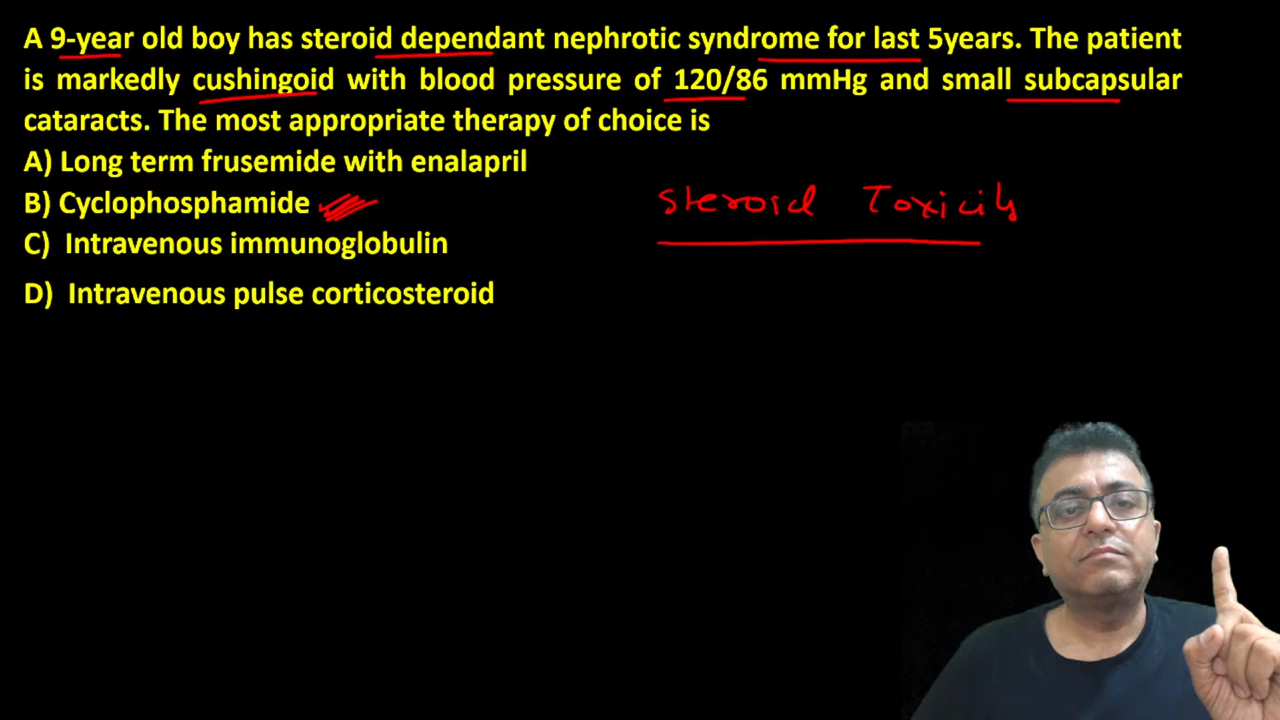 A 9-year old boy has steroid dependant nephrotic syndrome for last 5years. The patient
is markedly cushingoid with blood pressure of 120/86 mmHg and small subcapsular
cataracts. The most appropriate therapy of choice is
A) Long term frusemide with enalapril
B) Cyclophosphamide
Steroid Toxicity
C) Intravenous immunoglobulin
D) Intravenous pulse corticosteroid